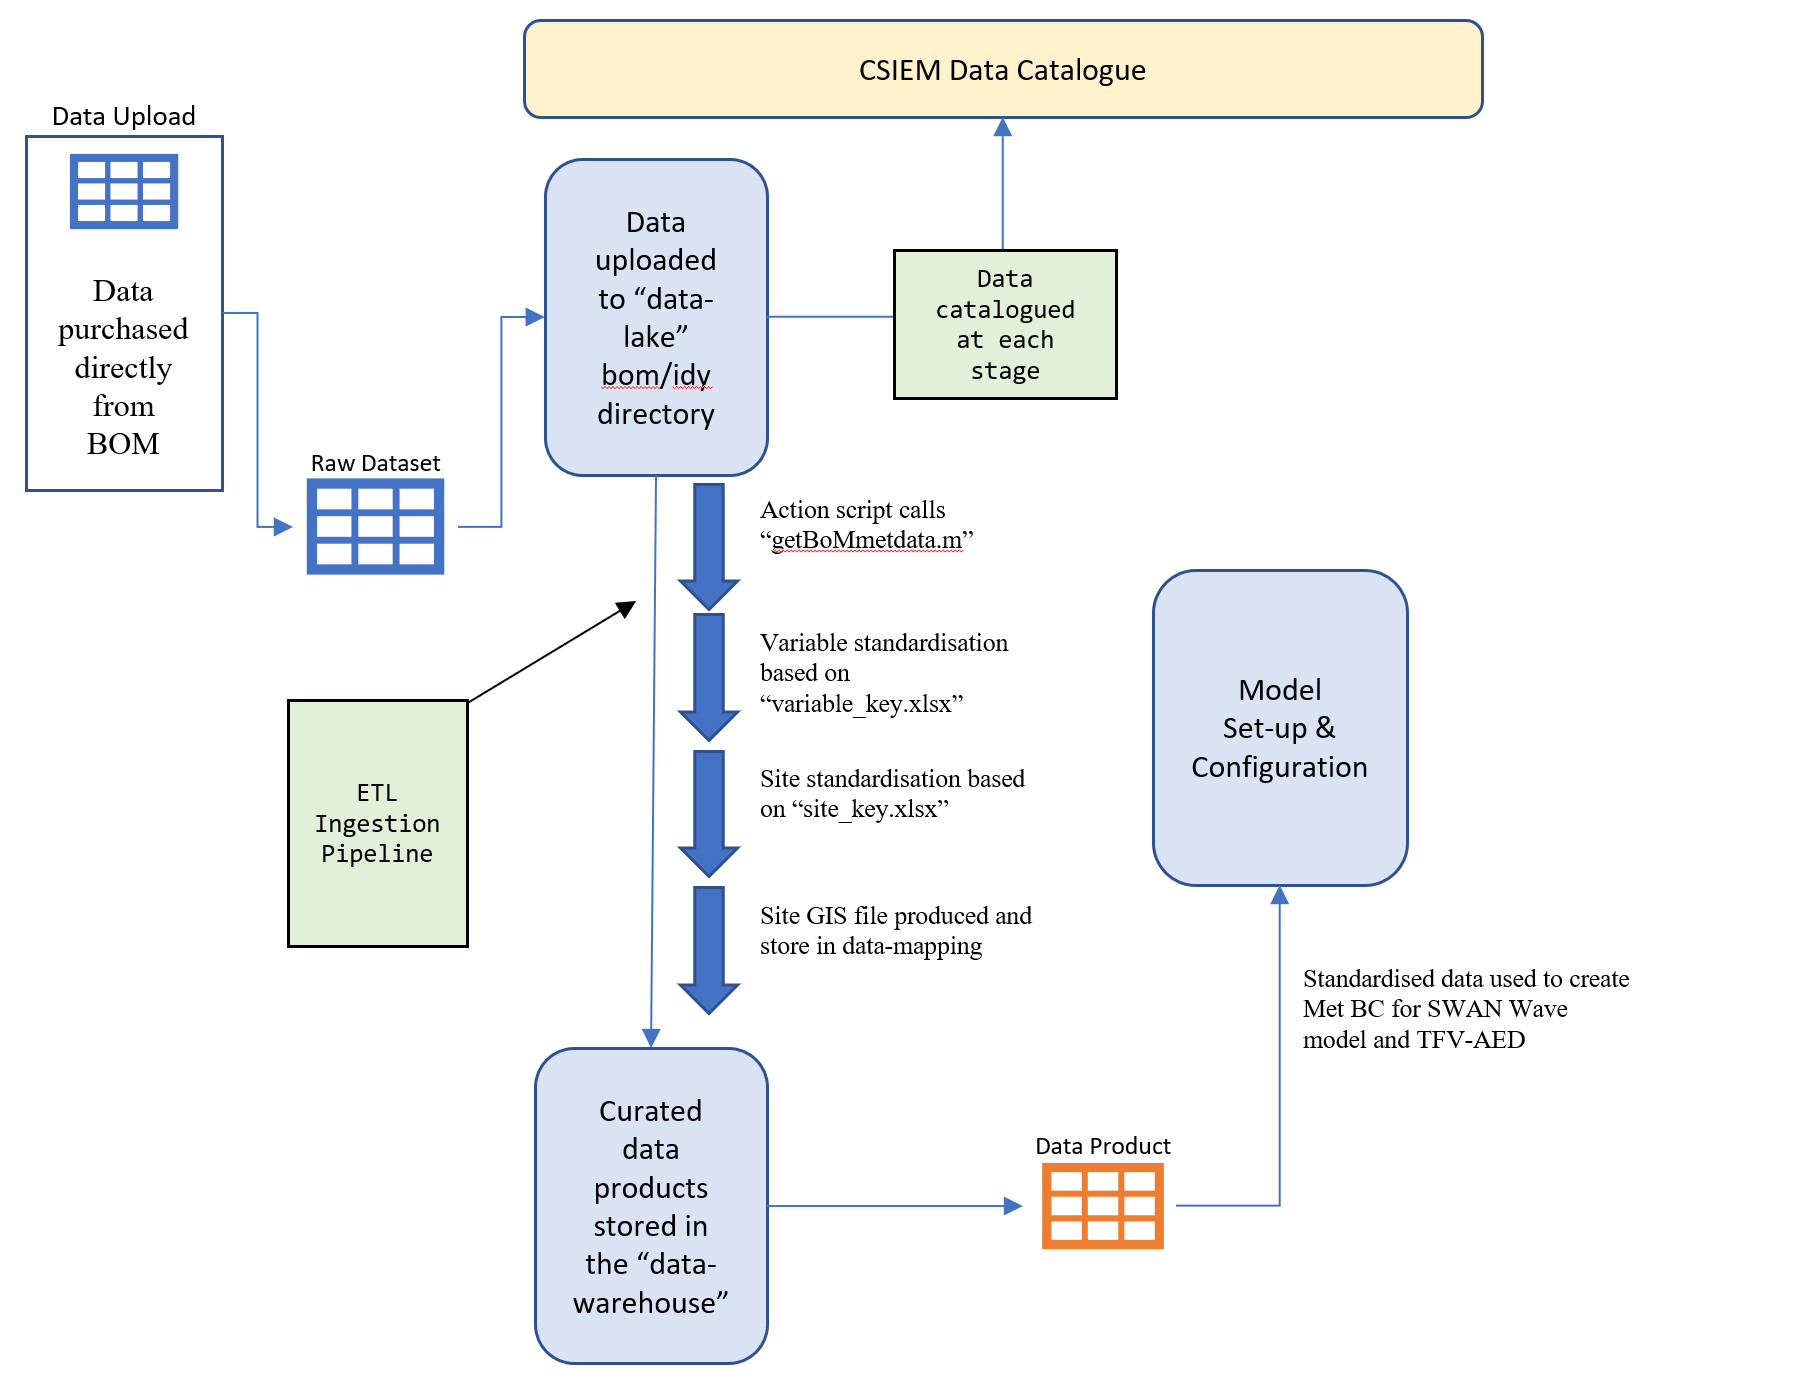 CSIEM Data Catalogue
Data Upload
Data
purchased
directly
from
BOM
Raw Dataset
Data
uploaded
to “data-
lake”
bom/idy
directory
Data
catalogued
at each
stage
Action script calls
“getBoMmetdata.m”
Variable standardisation
based on
“variable_key.xlsx”
Site standardisation based
on “site_key.xlsx”
Site GIS file produced and
store in data-mapping
ETL
Ingestion
Pipeline
Model
Set-up &
Configuration
Standardised data used to create
Met BC for SWAN Wave
model and TFV-AED
Curated
data
products
stored in
the “data-
warehouse”
Data Product